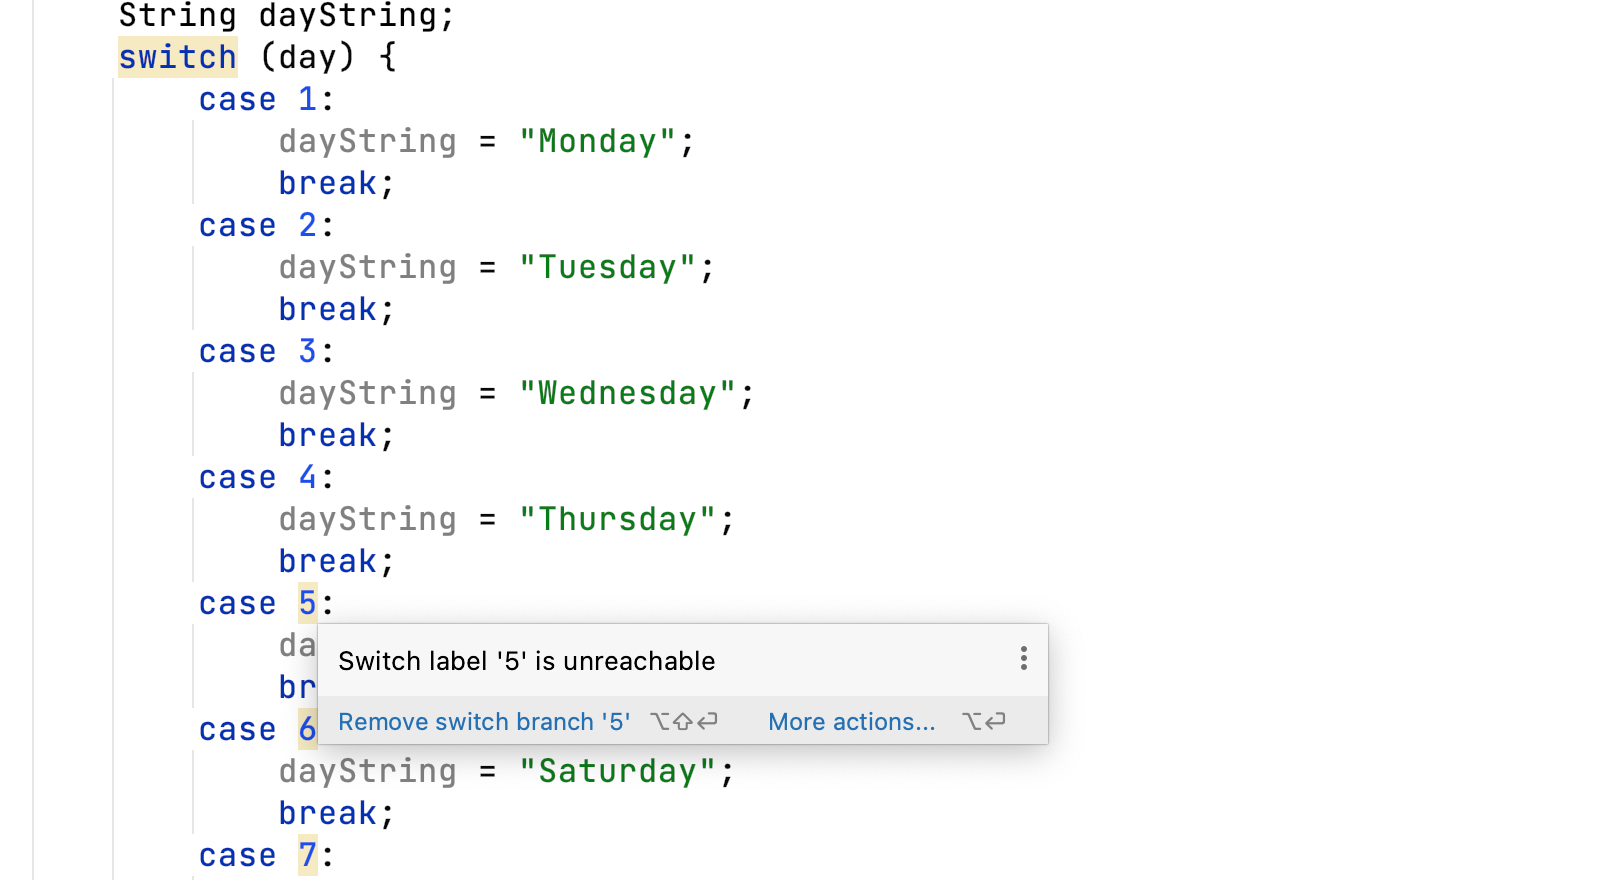 String dayString;
switch (day) {
case 1:
dayString = "Monday";
break;
case 2:
dayString = "Tuesday";
break;
case 3:
dayString = "Wednesday";
break;
case 4:
dayString = "Thursday";
break;
case 5:
da
Switch label '5' is unreachable
br
Remove switch branch '5' ⌥⇧⏎ More actions... ⌥⏎
case 6
dayString = "Saturday";
break;
case 7: